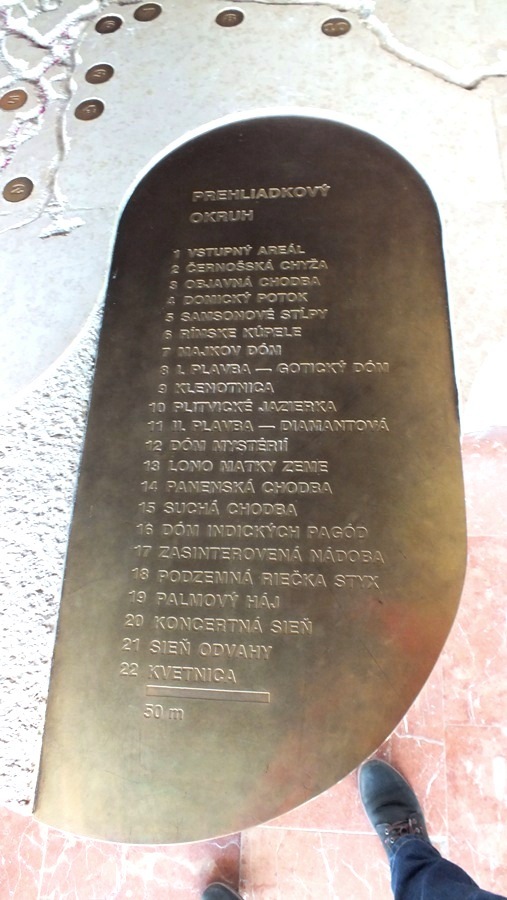 PREHLIADKOVÝ
OKRUH
1 VSTUPNÝ AREÁL
2 ČERNOŠSKÁ CHYŽA
3 OBJAVNÁ CHODBA
4 DOMICKÝ POTOK
5 SAMSONOVE STĹPY
6 RÍMSKE KÚPELE
7 MAJKOV DÓM
8 I. PLAVBA — GOTICKÝ DÓM
9 KLENOTNICA
10 PLITVICKÉ JAZIERKA
11 II. PLAVBA — DIAMANTOVÁ
12 DÓM MYSTÉRIÍ
13 LONO MATKY ZEME
14 PANENSKÁ CHODBA
15 SUCHÁ CHODBA
16 DÓM INDICKÝCH PAGÓD
17 ZASINTEROVENÁ NÁDOBA
18 PODZEMNÁ RIEČKA STYX
19 PALMOVÝ HÁJ
20 KONCERTNÁ SIEŇ
21 SIEŇ ODVAHY
22 KVETNICA
50 m